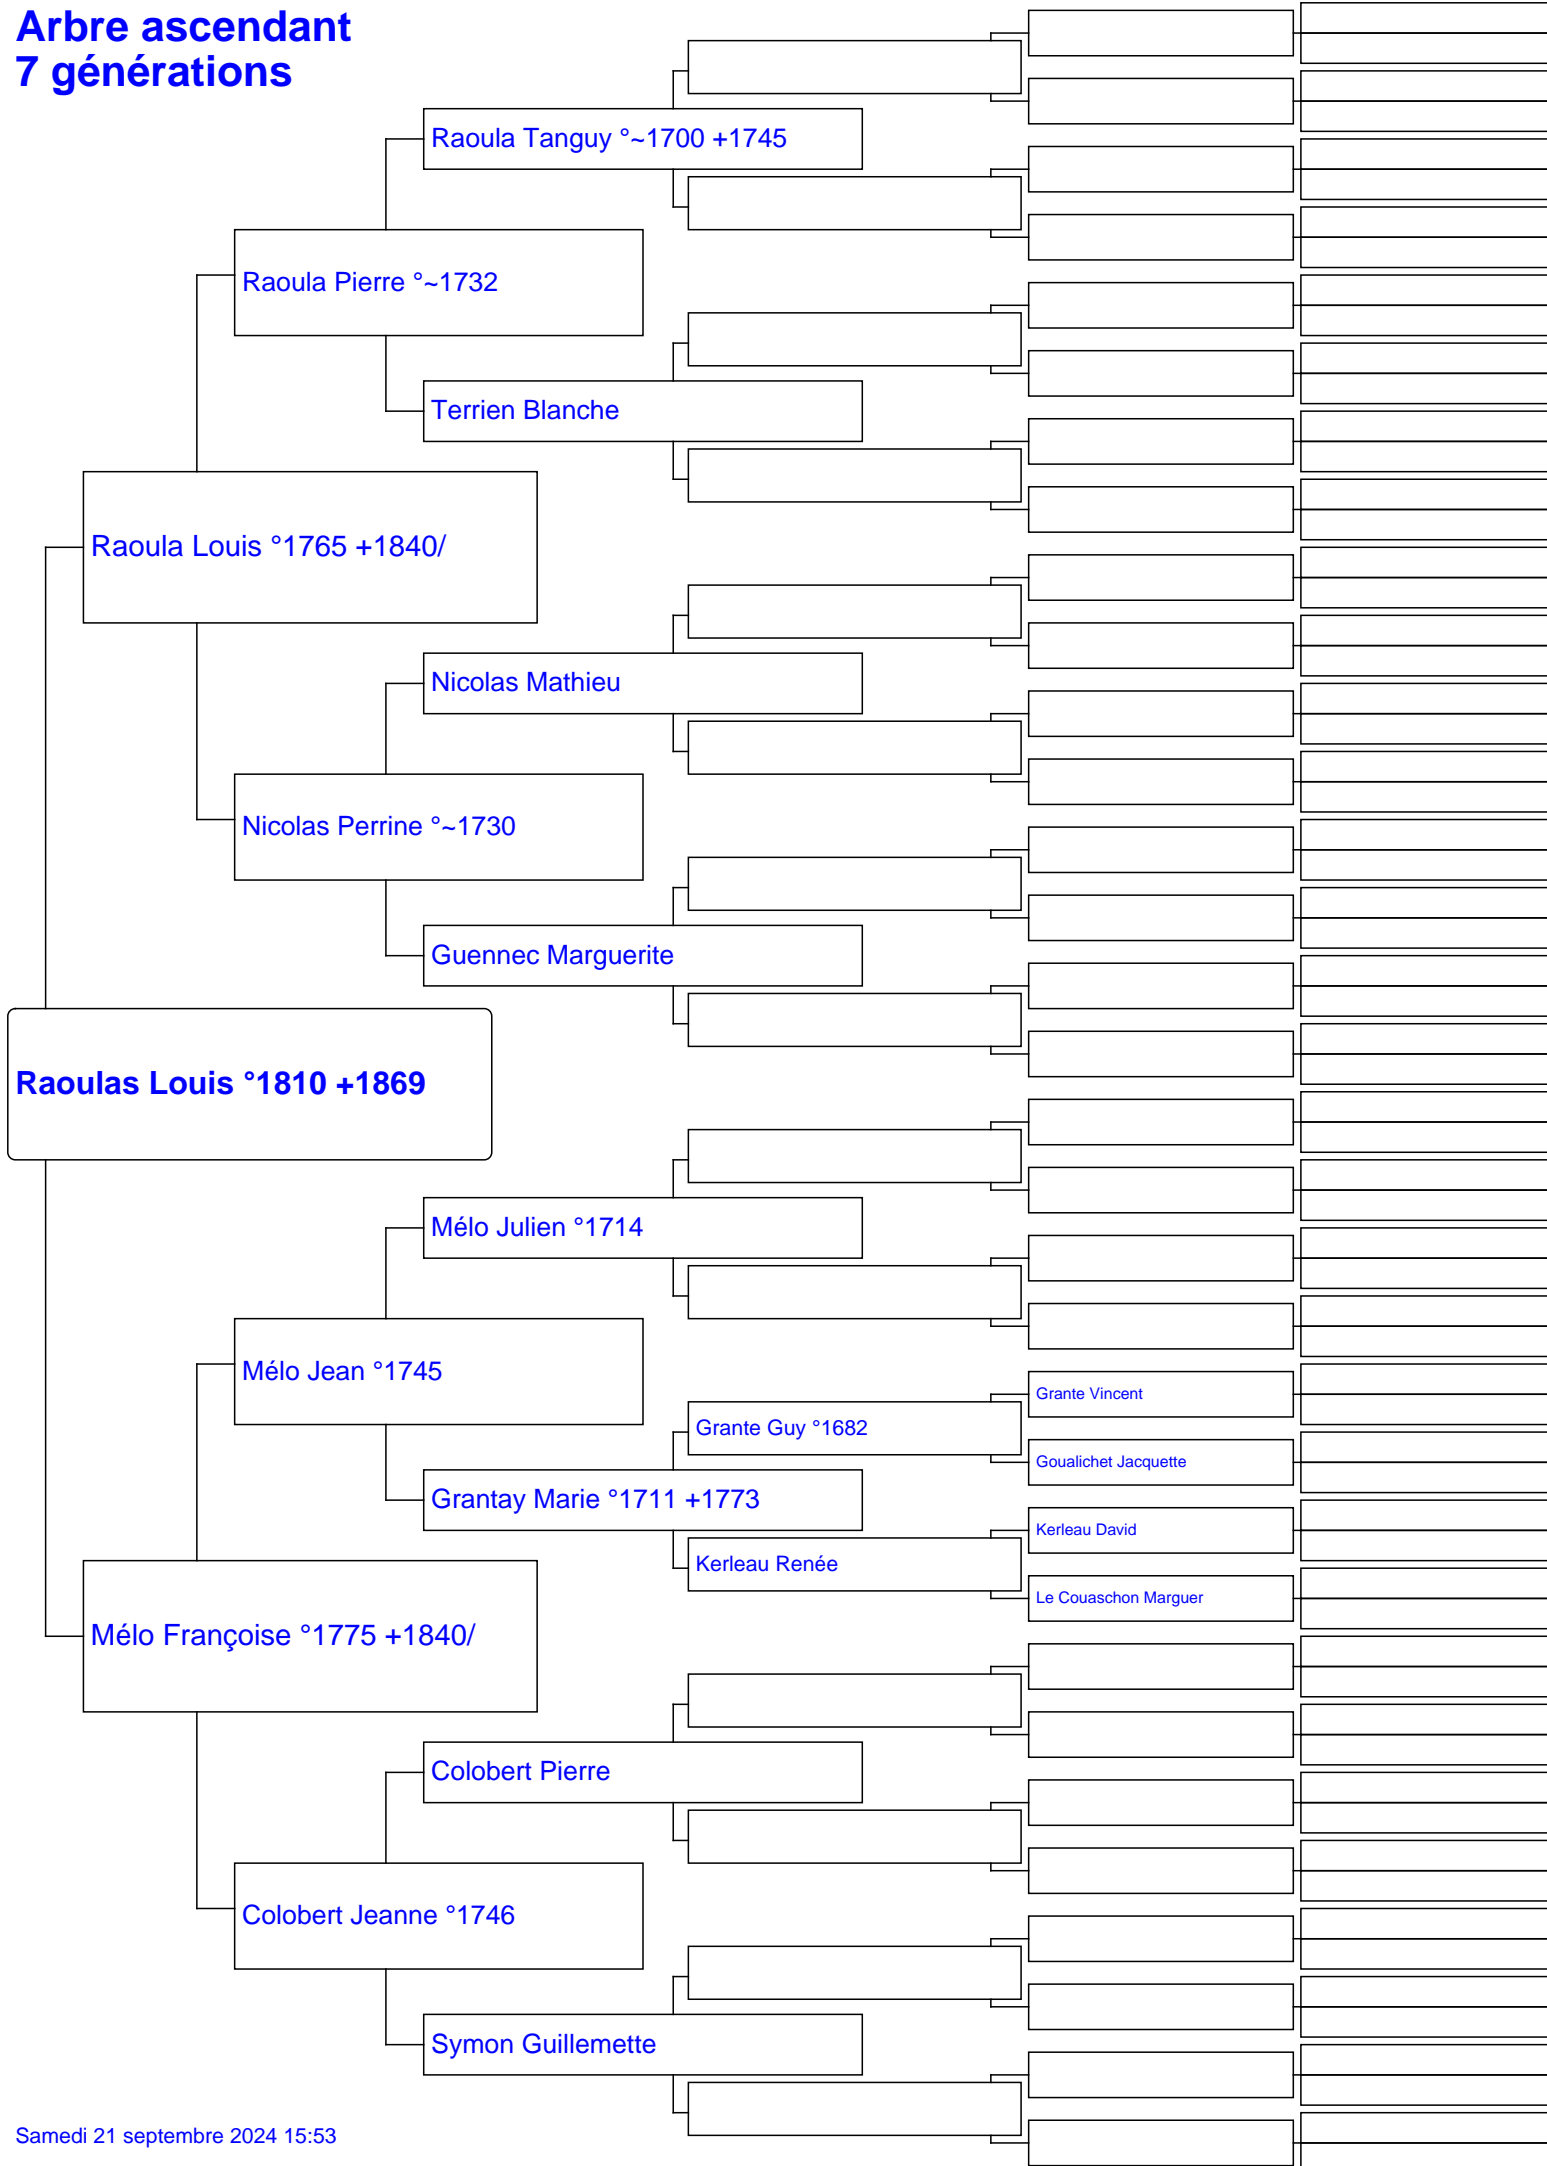 Arbre ascendant
7 générations
Raoula Tanguy °~1700 +1745
Raoula Pierre °~1732
Terrien Blanche
Raoula Louis °1765 +1840/
Nicolas Mathieu
Nicolas Perrine °~1730
Guennec Marguerite
Raoulas Louis °1810 +1869
Mélo Julien °1714
Mélo Jean °1745
Grante Vincent
Grante Guy °1682
Goualichet Jacquette
Grantay Marie °1711 +1773
Kerleau David
Kerleau Renée
Le Couaschon Marguer
Mélo Françoise °1775 +1840/
Colobert Pierre
Colobert Jeanne °1746
Symon Guillemette
Samedi 21 septembre 2024 15:53